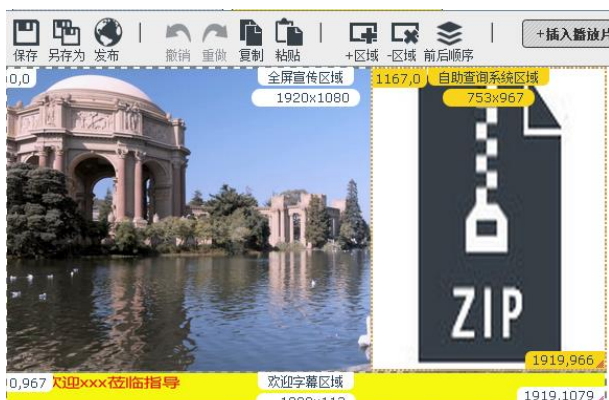 保存 另存为 发布 撤销 重做 复制 粘贴 +区域 -区域 前后顺序 +插入播放片
0,0 全屏宣传区域 1167,0 自助查询系统区域
1920x1080 753x967
ZIP
1919,966
0,967 欢迎xxx莅临指导 欢迎字幕区域
1919,1079